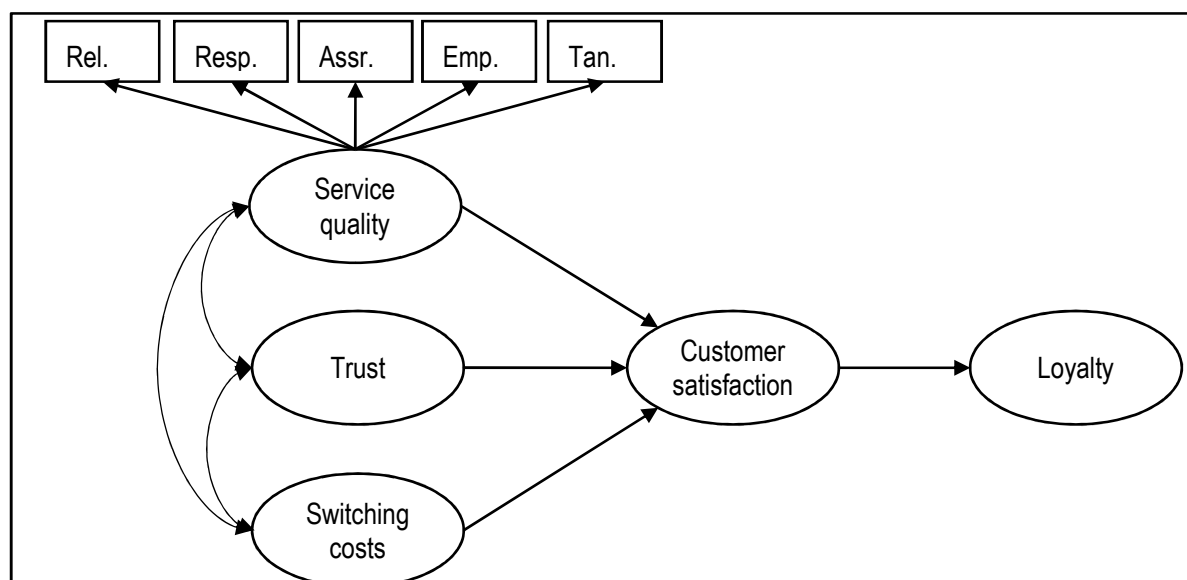 Rel.
Resp.
Assr.
Emp.
Tan.
Service
quality
Trust
Customer
satisfaction
Loyalty
Switching
costs